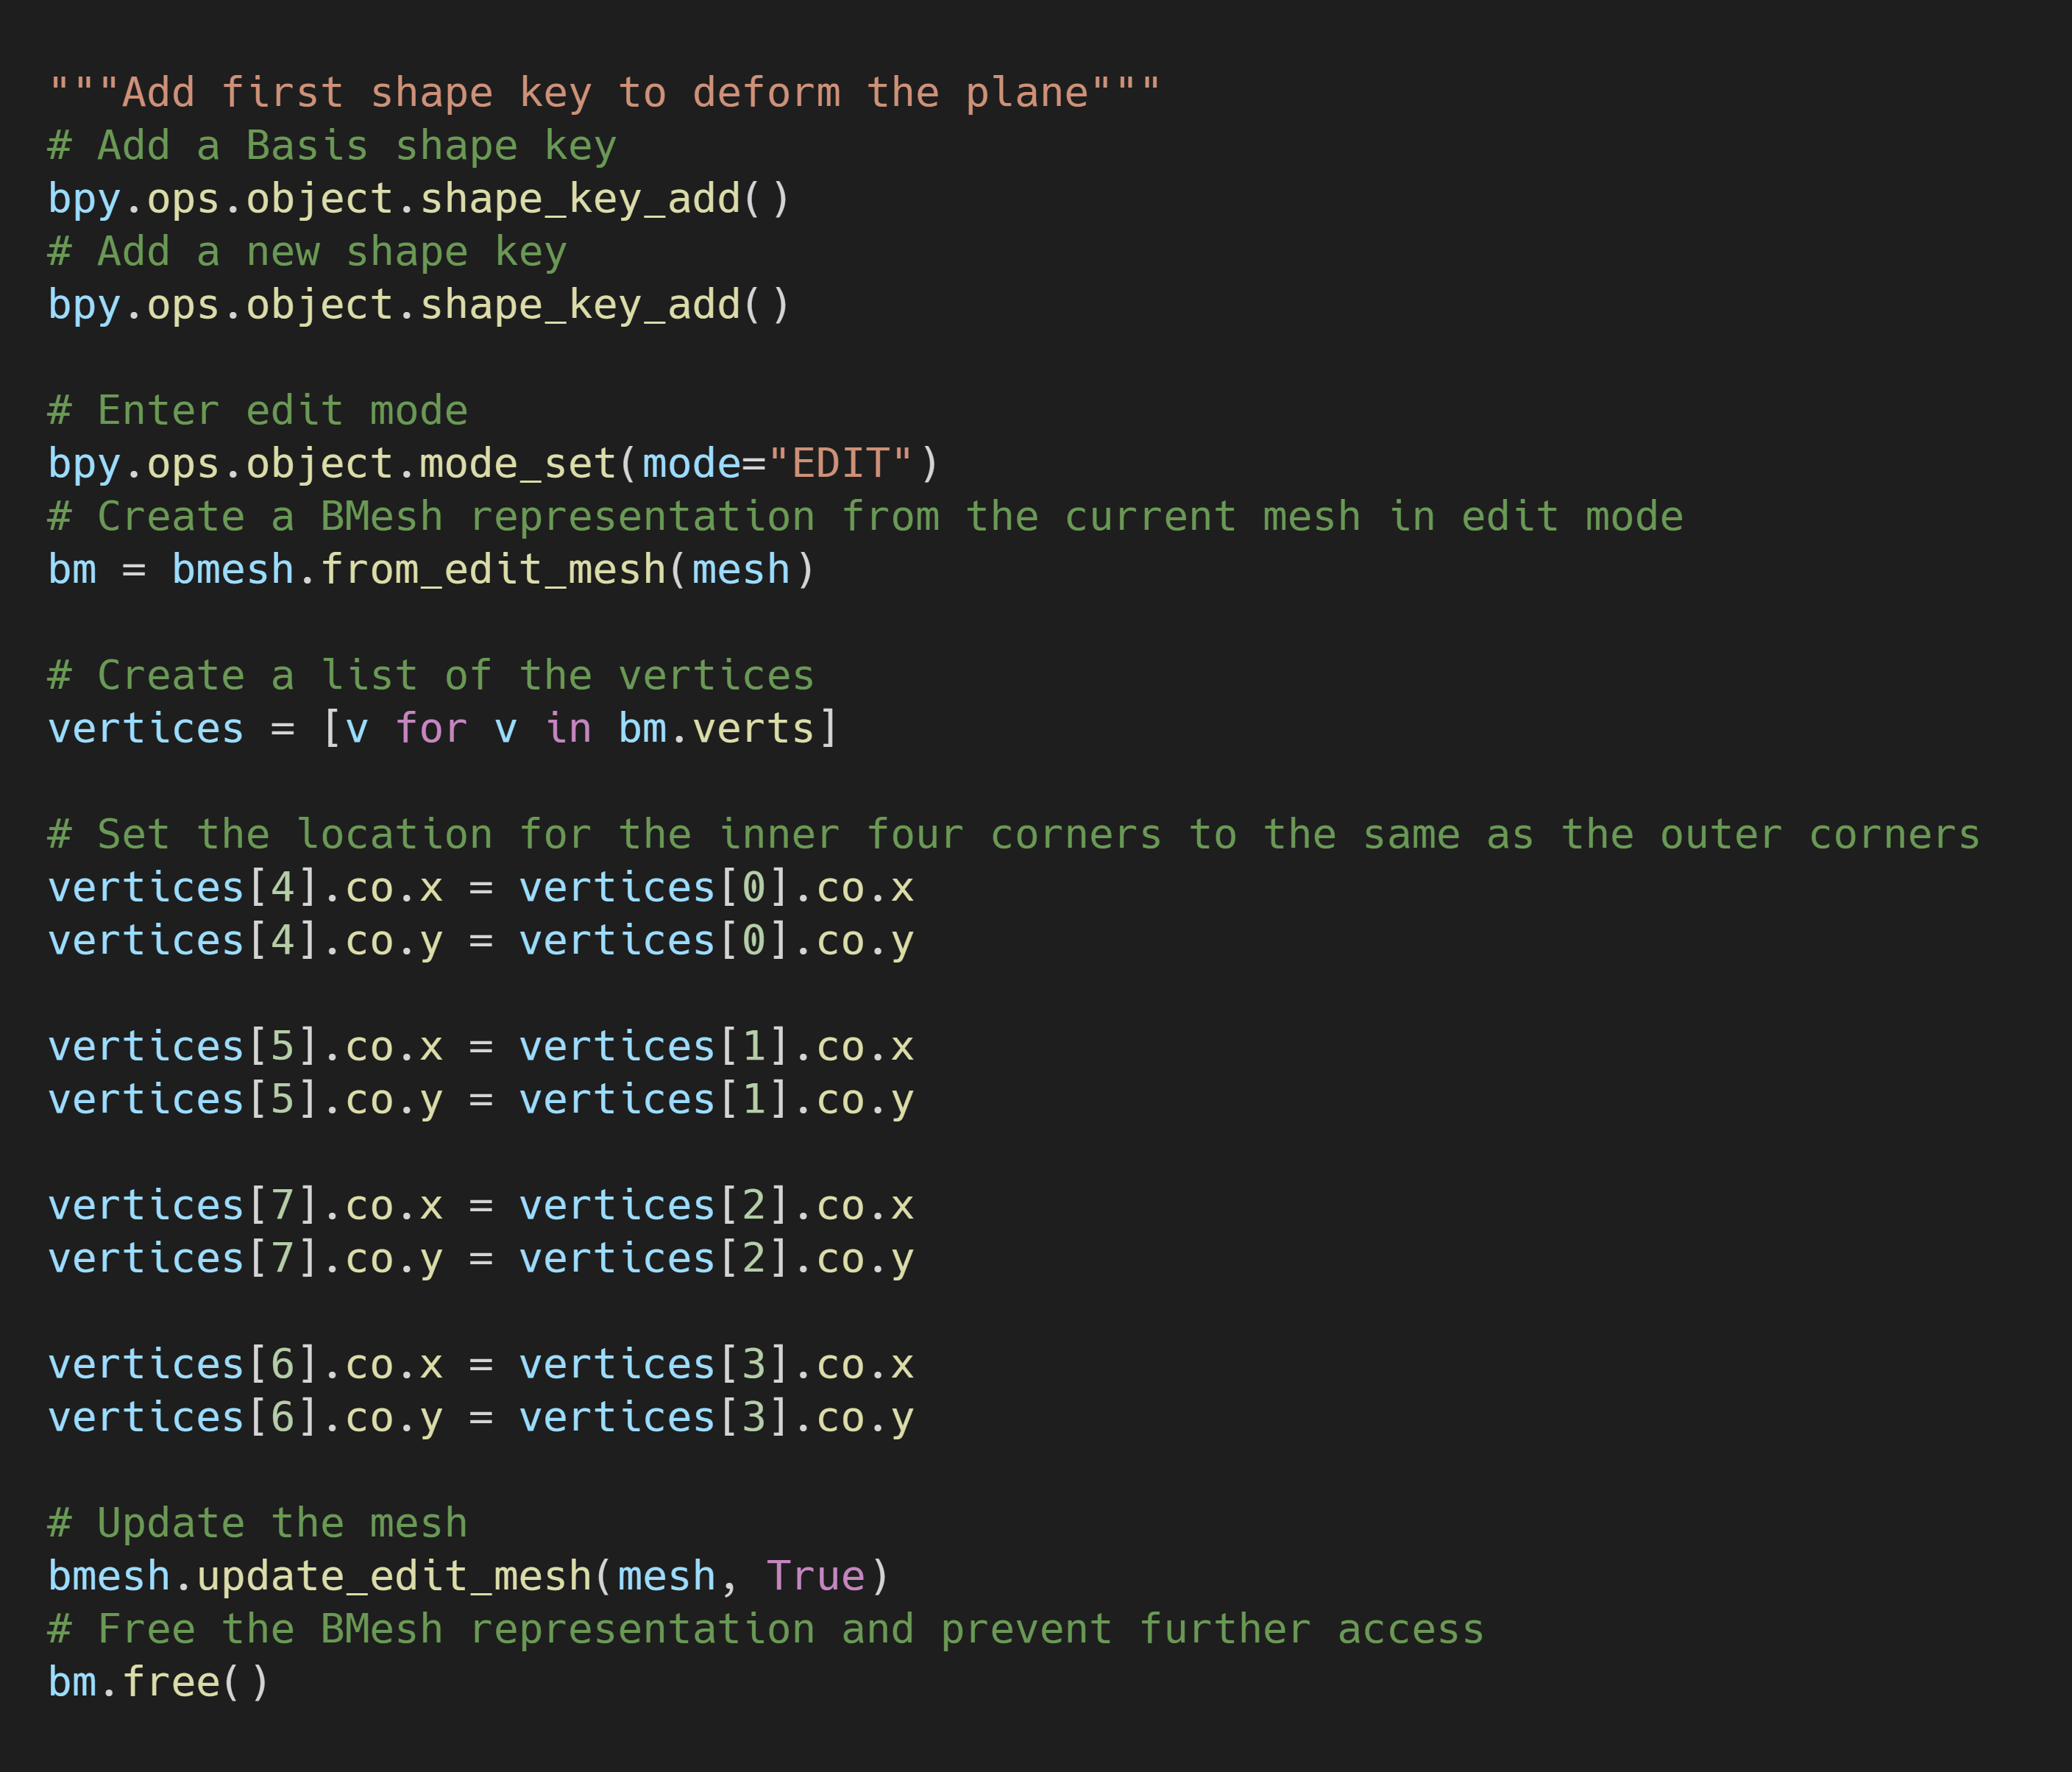 """Add first shape key to deform the plane"""
# Add a Basis shape key
bpy.ops.object.shape_key_add()
# Add a new shape key
bpy.ops.object.shape_key_add()
# Enter edit mode
bpy.ops.object.mode_set(mode="EDIT")
# Create a BMesh representation from the current mesh in edit mode
bm = bmesh.from_edit_mesh(mesh)
# Create a list of the vertices
vertices = [v for v in bm.verts]
# Set the location for the inner four corners to the same as the outer corners
vertices[4].co.x = vertices[0].co.x
vertices[4].co.y = vertices[0].co.y
vertices[5].co.x = vertices[1].co.x
vertices[5].co.y = vertices[1].co.y
vertices[7].co.x = vertices[2].co.x
vertices[7].co.y = vertices[2].co.y
vertices[6].co.x = vertices[3].co.x
vertices[6].co.y = vertices[3].co.y
# Update the mesh
bmesh.update_edit_mesh(mesh, True)
# Free the BMesh representation and prevent further access
bm.free()